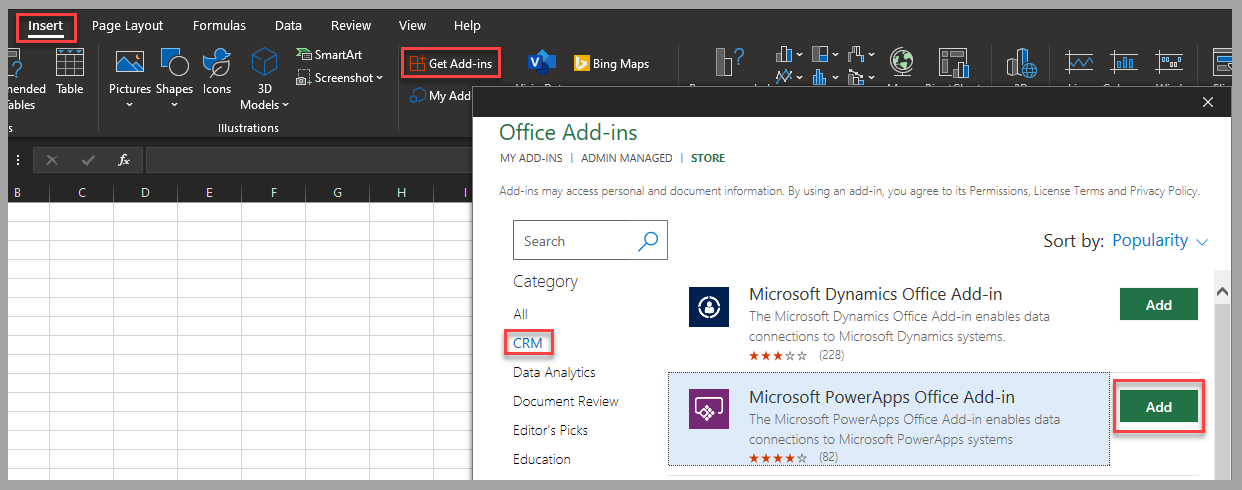 Insert Page Layout Formulas Data Review View Help
SmartArt
Get Add-ins
Bing Maps
Screenshot
Table
Pictures Shapes Icons 3D
Models
My Add
Illustrations
fx
B C D E F G H I
Office Add-ins
MY ADD-INS | ADMIN MANAGED | STORE
Add-ins may access personal and document information. By using an add-in, you agree to its Permissions, License Terms and Privacy Policy.
Search
Sort by: Popularity
Category
All
CRM
Data Analytics
Document Review
Editor's Picks
Education
Microsoft Dynamics Office Add-in
The Microsoft Dynamics Office Add-in enables data
connections to Microsoft Dynamics systems.
(228)
Add
Microsoft PowerApps Office Add-in
The Microsoft PowerApps Office Add-in enables data
connections to Microsoft PowerApps systems
(82)
Add